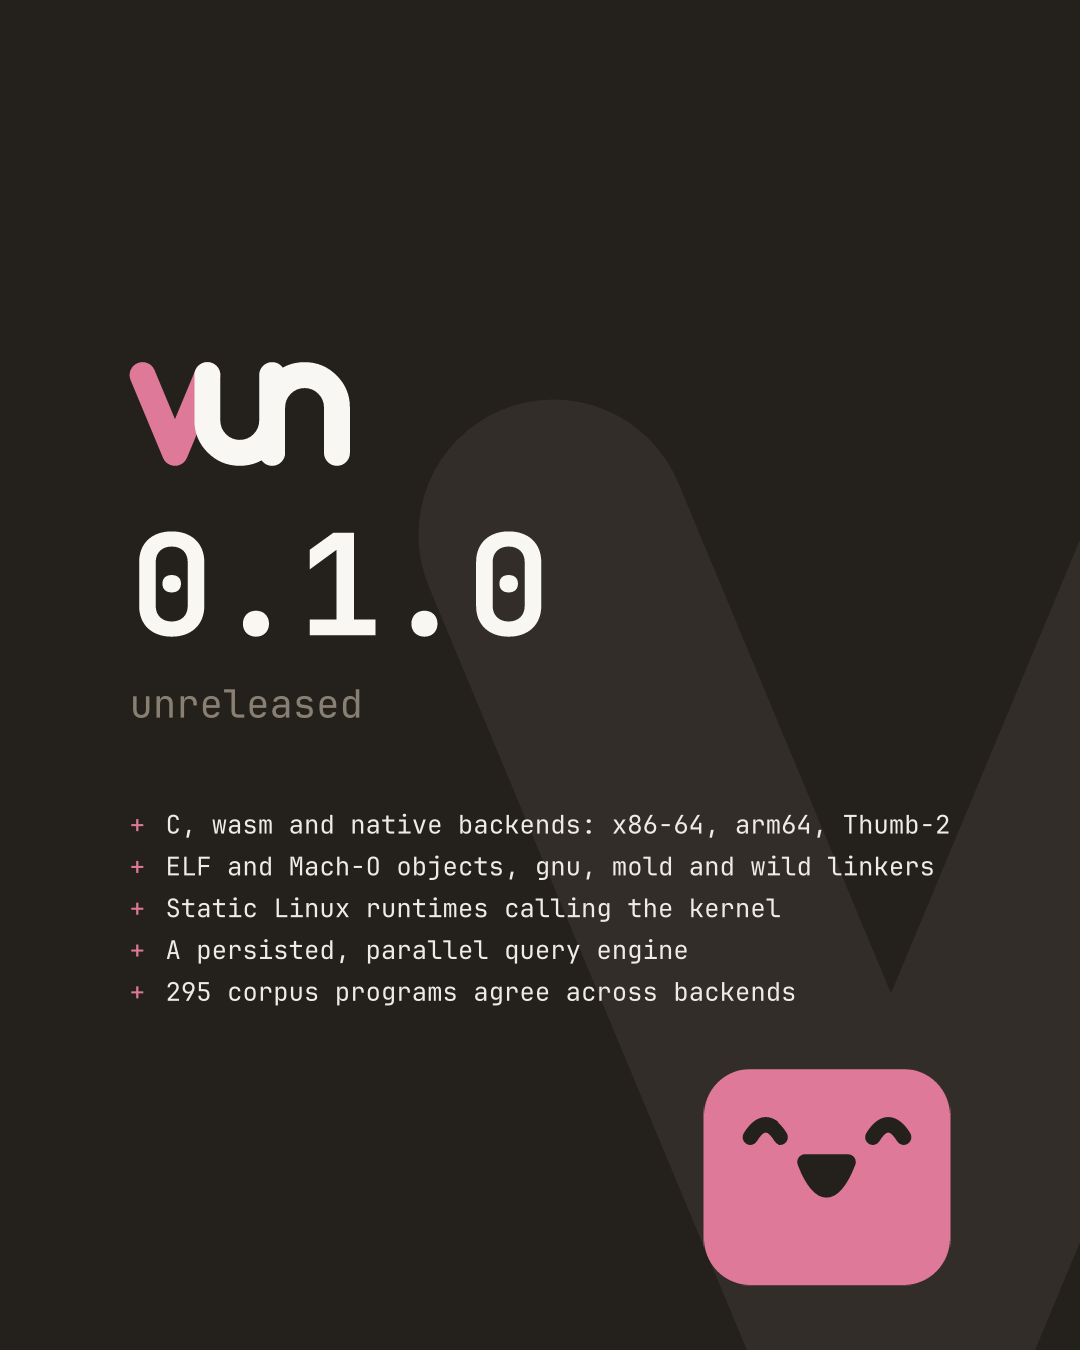 vun
0.1.0
unreleased
+ C, wasm and native backends: x86-64, arm64, Thumb-2
+ ELF and Mach-O objects, gnu, mold and wild linkers
+ Static Linux runtimes calling the kernel
+ A persisted, parallel query engine
+ 295 corpus programs agree across backends